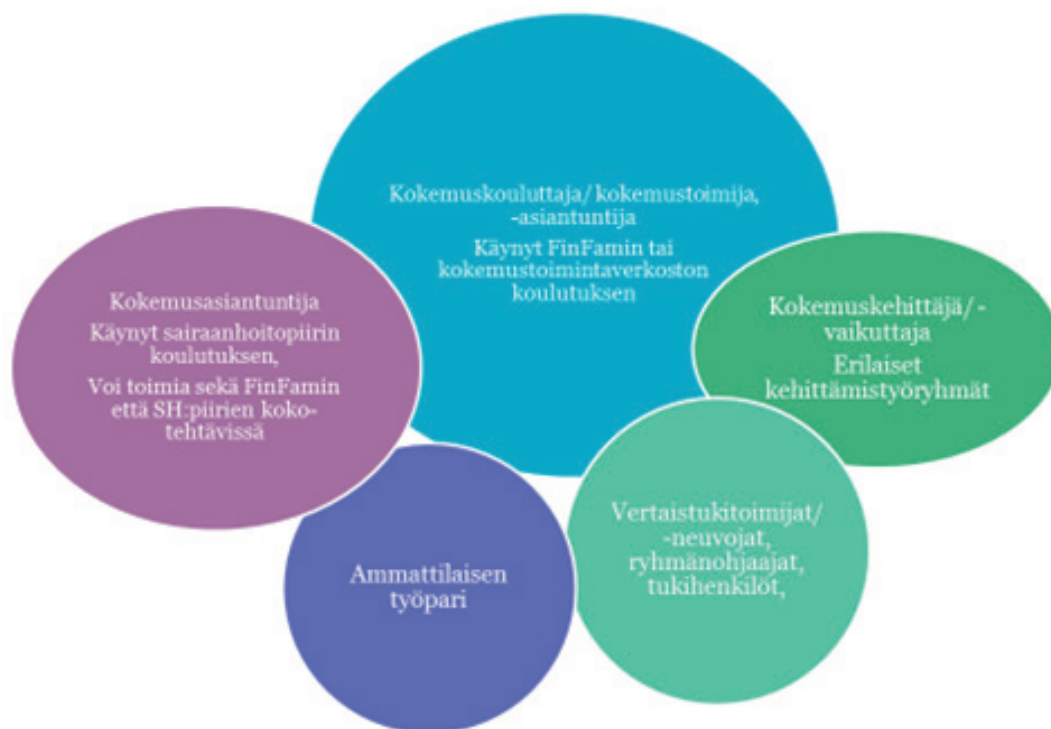 Kokemuskouluttaja/ kokemustoimija,
-asiantuntija
Käynyt FinFamin tai
kokemustoimintaverkoston
koulutuksen
Kokemusasiantuntija
Käynyt sairaanhoitopiirin
koulutuksen,
Voi toimia sekä FinFamin
että SH:piirien koko-
tehtävissä
Kokemuskehittäjä/ -
vaikuttaja
Erilaiset
kehittämistyöryhmät
Ammattilaisen
työpari
Vertaistukitoimijat/
-neuvojat,
ryhmänohjaajat,
tukihenkilöt,